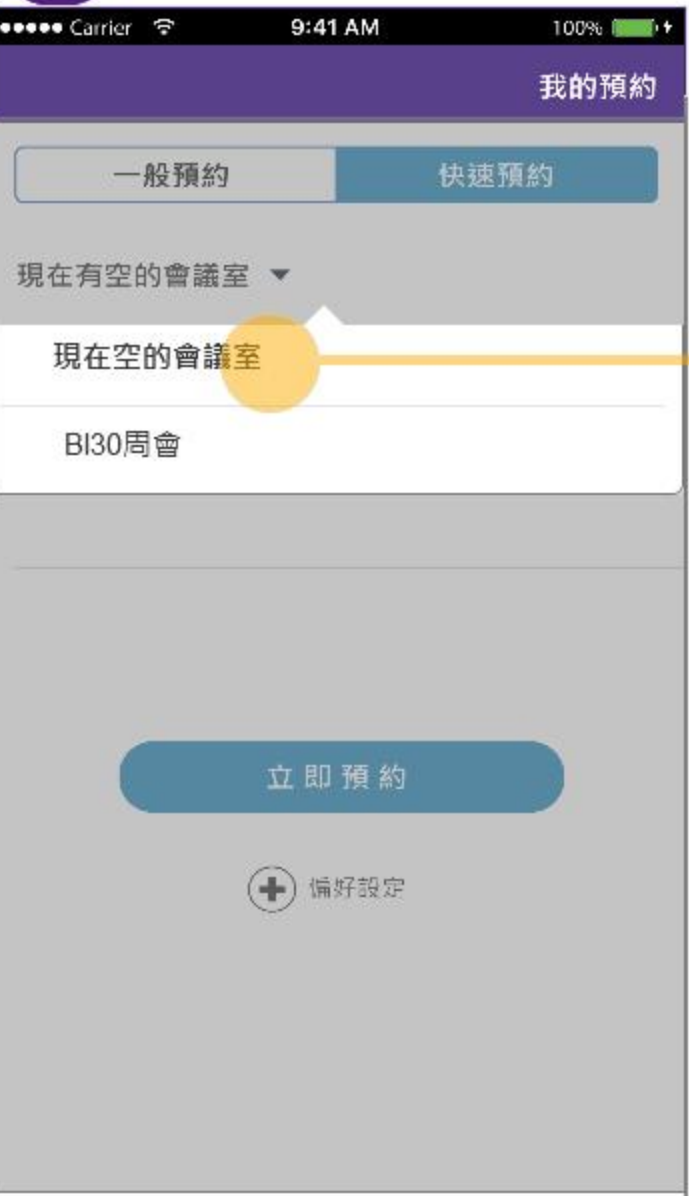 Carrier 9:41 AM 100%
我的預約
一般預約 快速預約
現在有空的會議室
現在空的會議室
BI30周會
立即預約
偏好設定